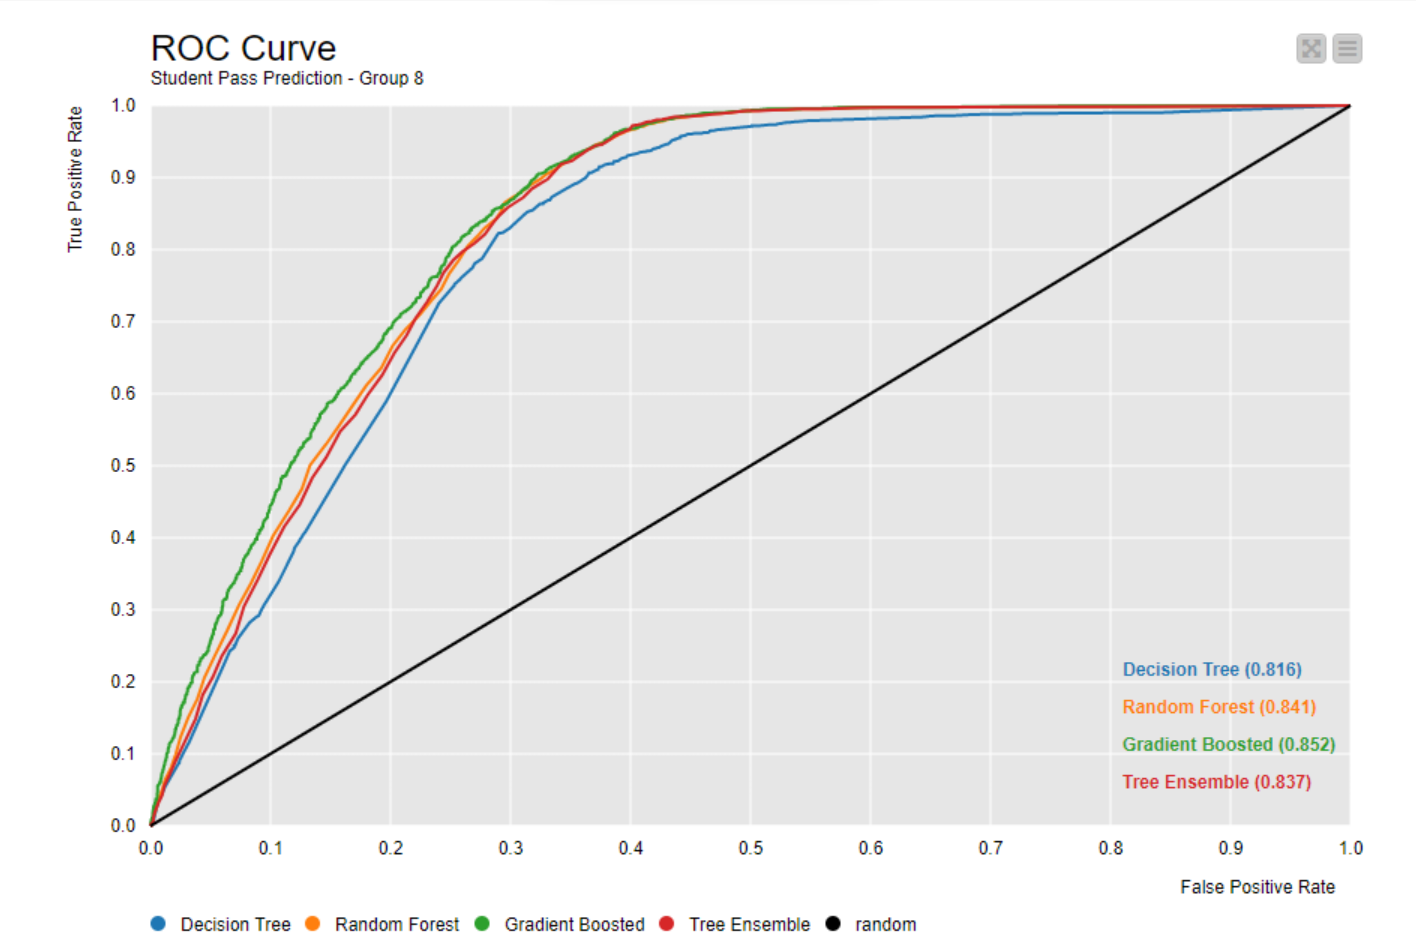 ROC Curve
Student Pass Prediction - Group 8
True Positive Rate
1.0
0.9
0.8
0.7
0.6
0.5
0.4
0.3
0.2
0.1
0.0
Decision Tree (0.816)
Random Forest (0.841)
Gradient Boosted (0.852)
Tree Ensemble (0.837)
0.0 0.1 0.2 0.3 0.4 0.5 0.6 0.7 0.8 0.9 1.0
False Positive Rate
Decision Tree Random Forest Gradient Boosted Tree Ensemble random